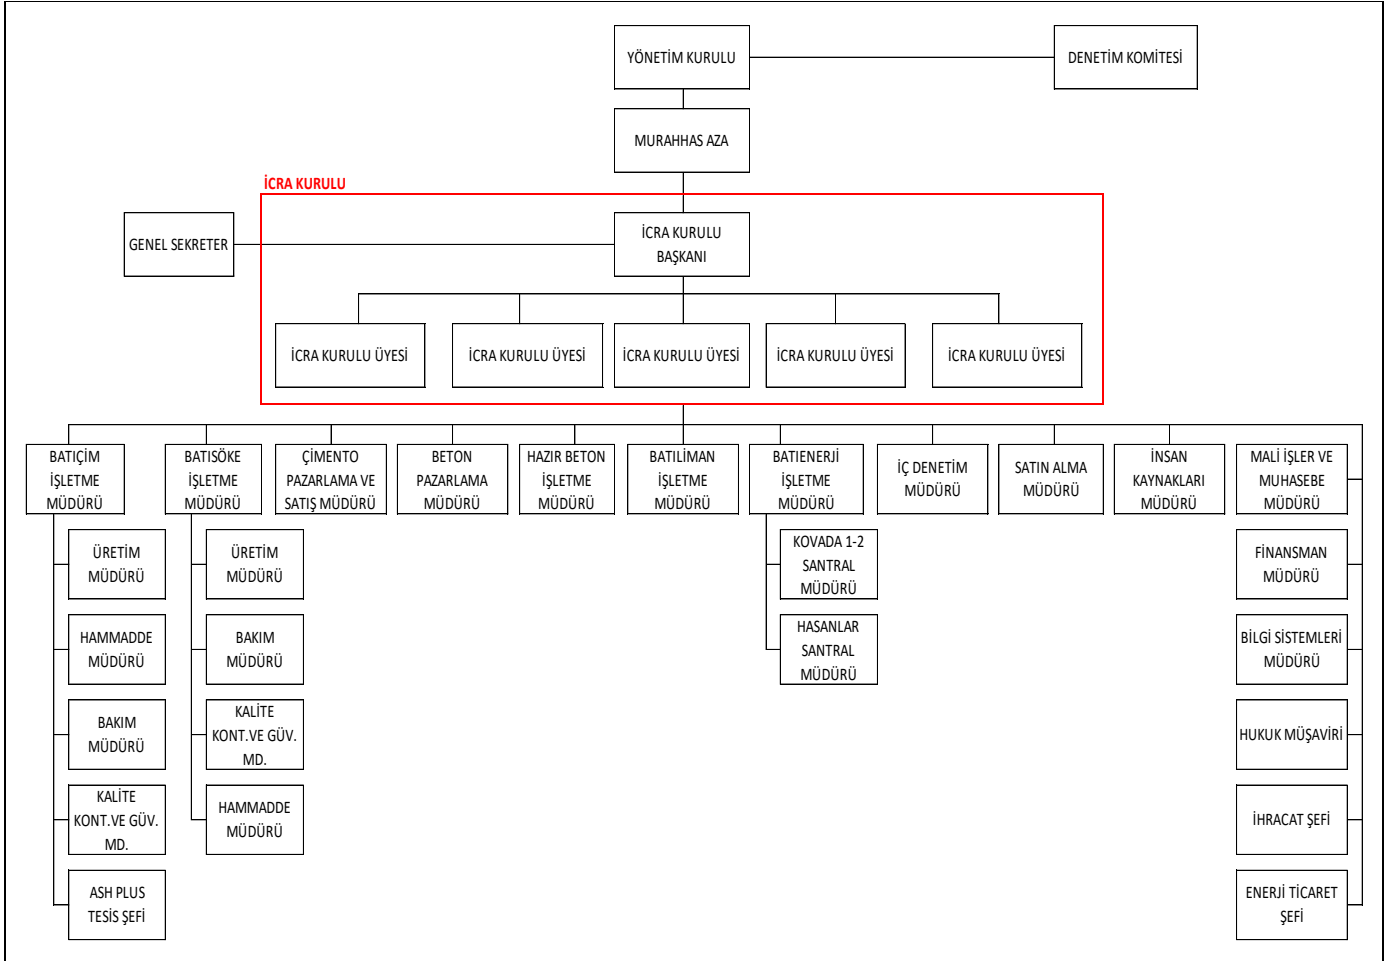 YÖNETİM KURULU
DENETİM KOMİTESİ
MURAHHAS AZA
İCRA KURULU
GENEL SEKRETER
İCRA KURULU
BAŞKANI
İCRA KURULU ÜYESİ
İCRA KURULU ÜYESİ
İCRA KURULU ÜYESİ
İCRA KURULU ÜYESİ
İCRA KURULU ÜYESİ
BATIÇİM
İŞLETME
MÜDÜRÜ
BATISÖKE
İŞLETME
MÜDÜRÜ
ÇİMENTO
PAZARLAMA VE
SATIŞ MÜDÜRÜ
BETON
PAZARLAMA
MÜDÜRÜ
HAZIR BETON
İŞLETME
MÜDÜRÜ
BATILİMAN
İŞLETME
MÜDÜRÜ
BATIENERJİ
İŞLETME
MÜDÜRÜ
İÇ DENETİM
MÜDÜRÜ
SATIN ALMA
MÜDÜRÜ
İNSAN
KAYNAKLARI
MÜDÜRÜ
MALİ İŞLER VE
MUHASEBE
MÜDÜRÜ
ÜRETİM
MÜDÜRÜ
HAMMADDE
MÜDÜRÜ
BAKIM
MÜDÜRÜ
KALİTE
KONT.VE GÜV.
MD.
ASH PLUS
TESİS ŞEFİ
ÜRETİM
MÜDÜRÜ
BAKIM
MÜDÜRÜ
KALİTE
KONT.VE GÜV.
MD.
HAMMADDE
MÜDÜRÜ
KOVADA 1-2
SANTRAL
MÜDÜRÜ
HASANLAR
SANTRAL
MÜDÜRÜ
FİNANSMAN
MÜDÜRÜ
BİLGİ SİSTEMLERİ
MÜDÜRÜ
HUKUK MÜŞAVİRİ
İHRACAT ŞEFİ
ENERJİ TİCARET
ŞEFİ